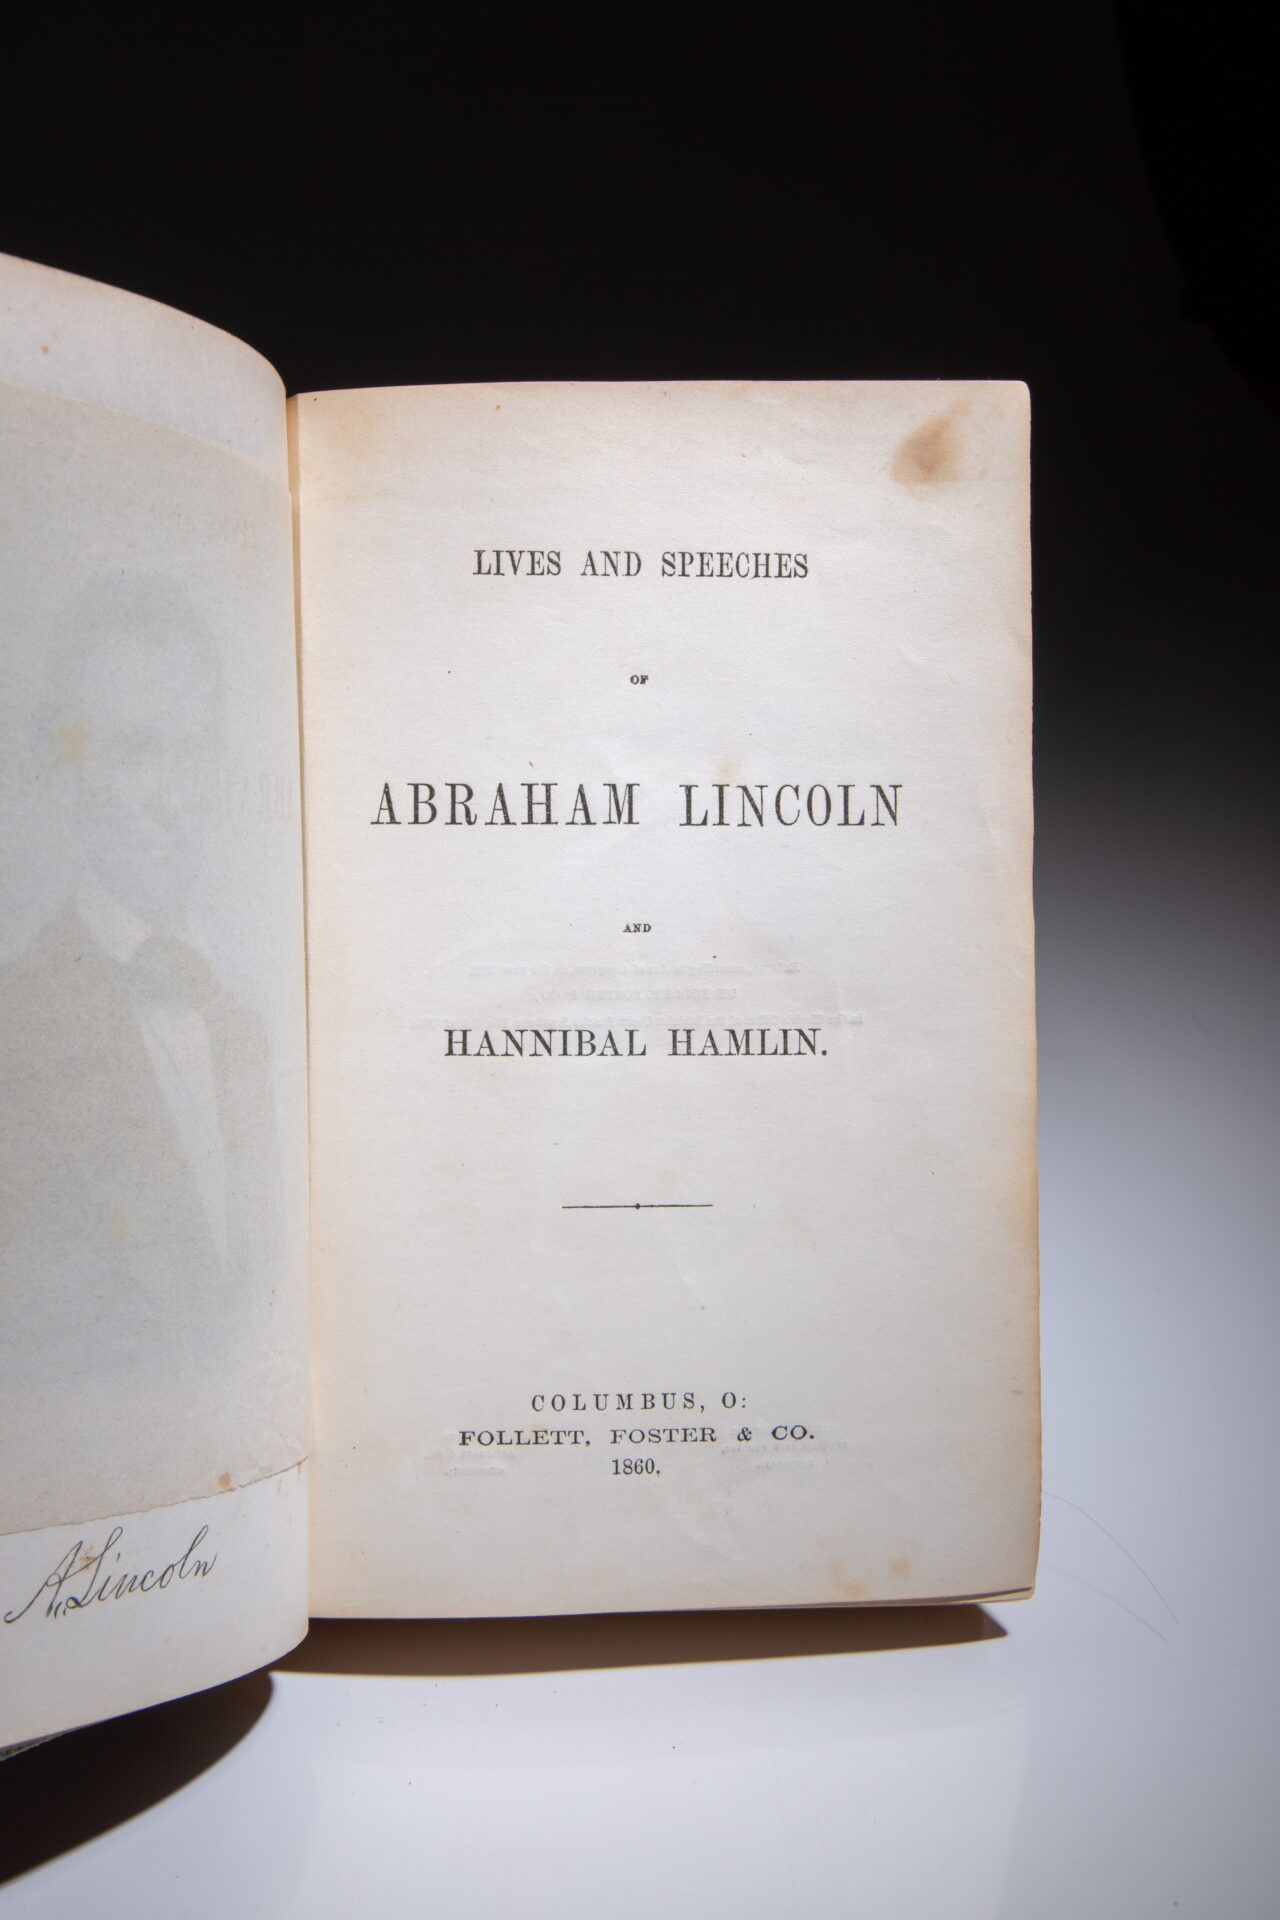 LIVES AND SPEECHES
OF
ABRAHAM LINCOLN
AND
HANNIBAL HAMLIN.
COLUMBUS, O:
FOLLETT, FOSTER & CO.
1860.
A. Lincoln